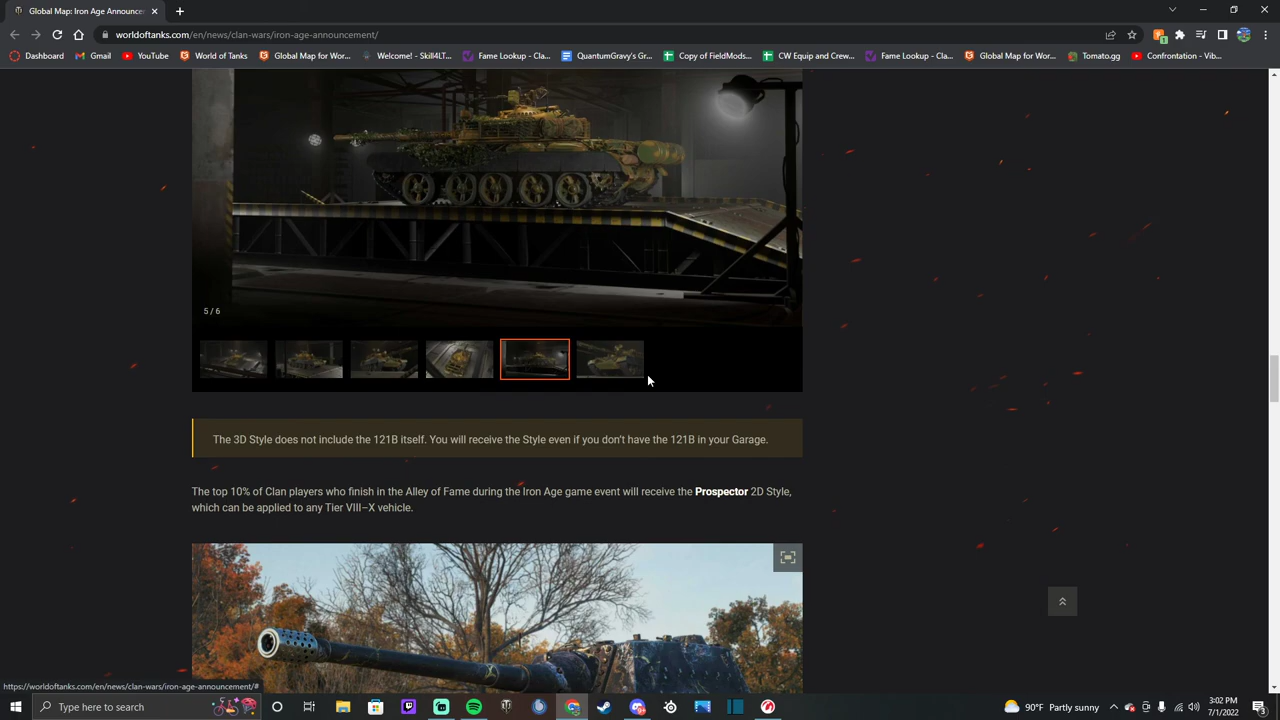 Global Map: Iron Age Announce
worldoftanks.com/en/news/clan-wars/iron-age-announcement/
Dashboard
Gmail
YouTube
Tanks
Global Map for Wor...
Welcome! - Skill4LT...
Fame Lookup - Cla...
QuantumGravy's Gr...
Copy of FieldMods...
CW Equip and Crew...
Fame Lookup - Cla...
Global Map for Wor...
Tomato.gg
Confrontation - Vib...
5 / 6
The 3D Style does not include the 121B itself. You will receive the Style even if you don't have the 121B in your Garage.
The top 10% of Clan players who finish in the Alley of Fame during the Iron Age game event will receive the Prospector 2D Style,
which can be applied to any Tier VIII–X vehicle.
https://worldoftanks.com/en/news/clan-wars/iron-age-announcement/#
Type here to search
90°F Partly sunny
3:02 PM
7/1/2022